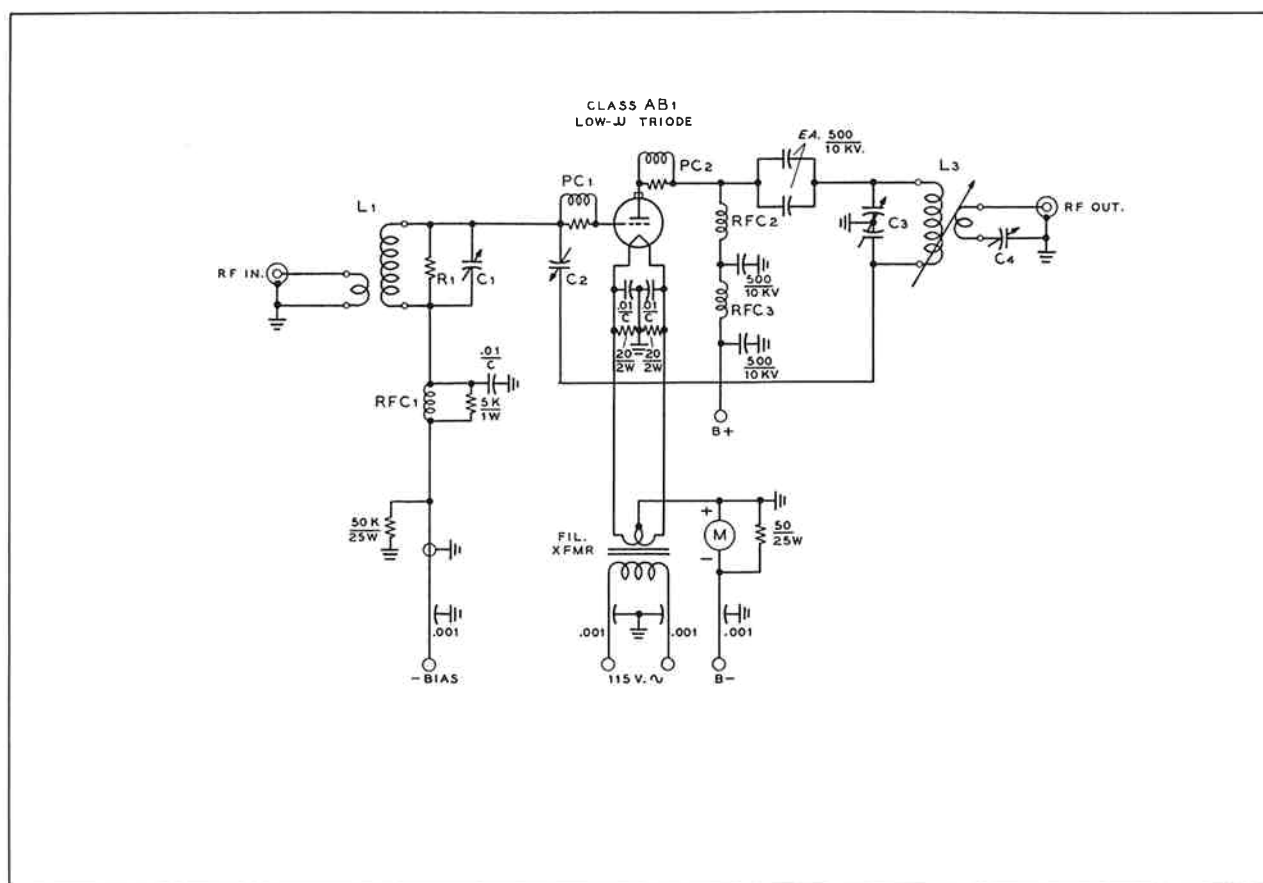 CLASS AB1
LOW-µ TRIODE
EA. 500
10 KV.
PC1
PC2
L3
L1
RFC2
RF OUT.
C3
RF IN.
R1
C1
C2
C4
500
10 KV
.01
C
.01
C
RFC3
20
2W
20
2W
500
10 KV
.01
C
RFC1
5K
1W
B+
50 K
25W
FIL.
XFMR
+
M
−
50
25W
.001
.001
.001
.001
−BIAS
115 V. ∿
B−